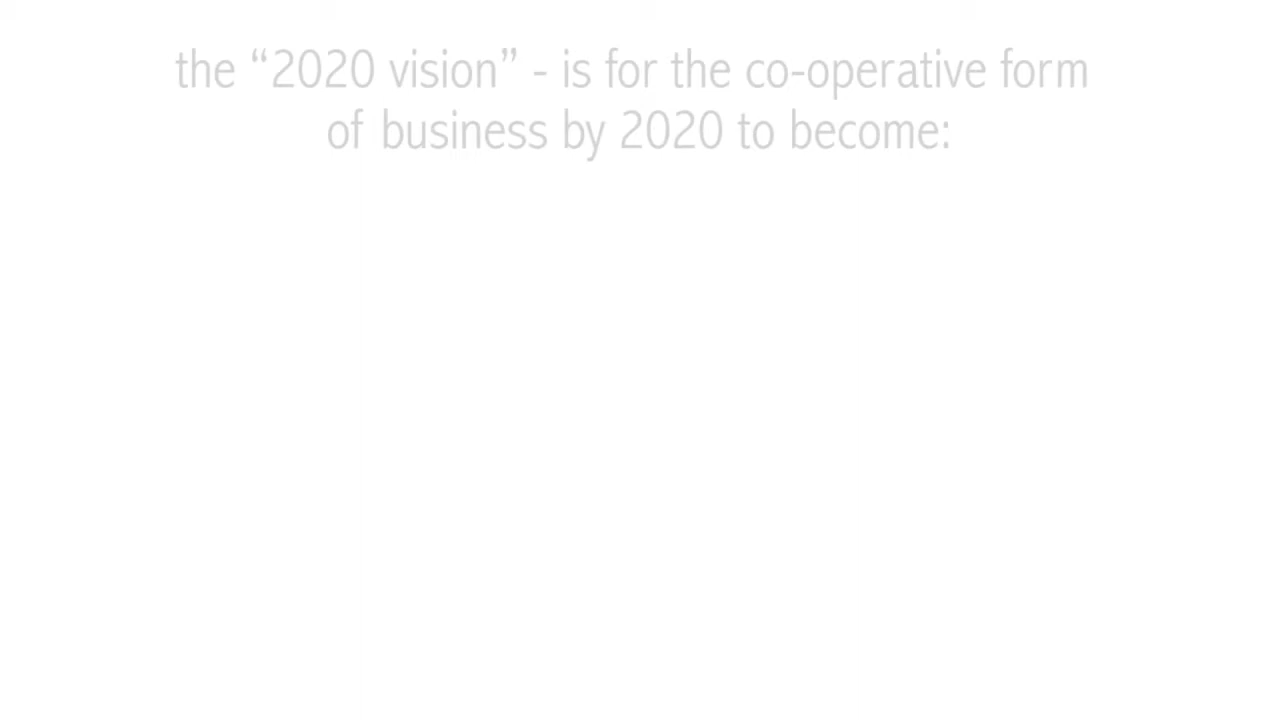 the “2020 vision” - is for the co-operative form
of business by 2020 to become: